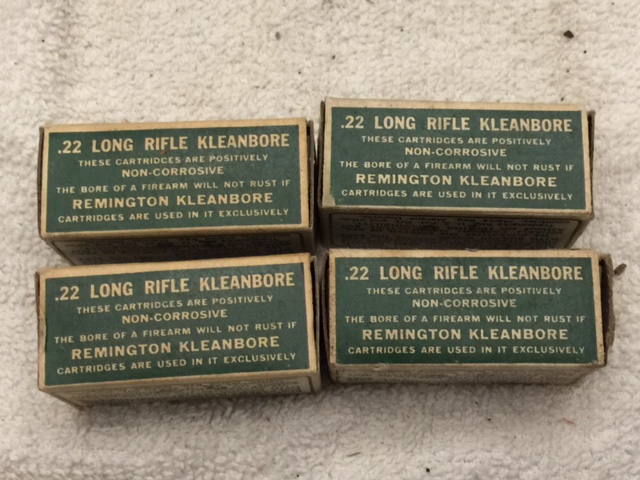 .22 LONG RIFLE KLEANBORE
THESE CARTRIDGES ARE POSITIVELY
NON-CORROSIVE
THE BORE OF A FIREARM WILL NOT RUST IF
REMINGTON KLEANBORE
CARTRIDGES ARE USED IN IT EXCLUSIVELY
.22 LONG RIFLE KLEANBORE
THESE CARTRIDGES ARE POSITIVELY
NON-CORROSIVE
THE BORE OF A FIREARM WILL NOT RUST IF
REMINGTON KLEANBORE
CARTRIDGES ARE USED IN IT EXCLUSIVELY
.22 LONG RIFLE KLEANBORE
THESE CARTRIDGES ARE POSITIVELY
NON-CORROSIVE
THE BORE OF A FIREARM WILL NOT RUST IF
REMINGTON KLEANBORE
CARTRIDGES ARE USED IN IT EXCLUSIVELY
.22 LONG RIFLE KLEANBORE
THESE CARTRIDGES ARE POSITIVELY
NON-CORROSIVE
THE BORE OF A FIREARM WILL NOT RUST IF
REMINGTON KLEANBORE
CARTRIDGES ARE USED IN IT EXCLUSIVELY